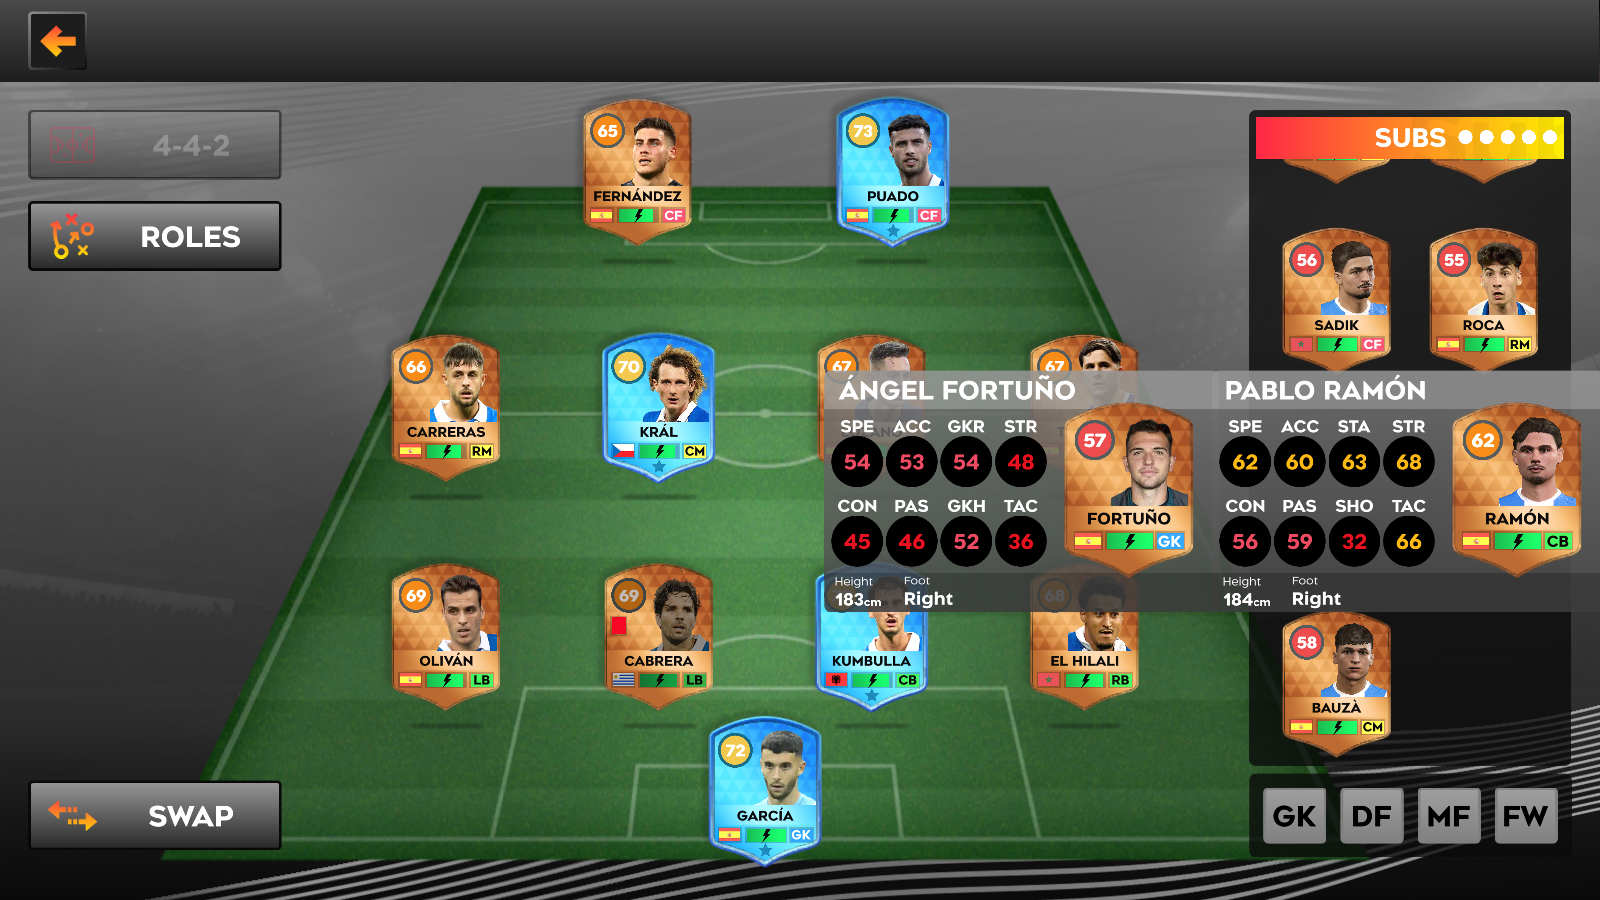 4-4-2
ROLES
SWAP
65
FERNÁNDEZ
CF
73
PUADO
CF
66
CARRERAS
RM
70
KRÁL
CM
67
67
69
OLIVÁN
LB
69
CABRERA
LB
KUMBULLA
CB
68
EL HILALI
RB
72
GARCÍA
GK
SUBS
56
SADIK
CF
55
ROCA
RM
ÁNGEL FORTUÑO
SPE ACC GKR STR
54 53 54 48
CON PAS GKH TAC
45 46 52 36
Height Foot
183cm Right
57
FORTUÑO
GK
PABLO RAMÓN
SPE ACC STA STR
62 60 63 68
CON PAS SHO TAC
56 59 32 66
Height Foot
184cm Right
62
RAMÓN
CB
58
BAUZÀ
CM
GK DF MF FW